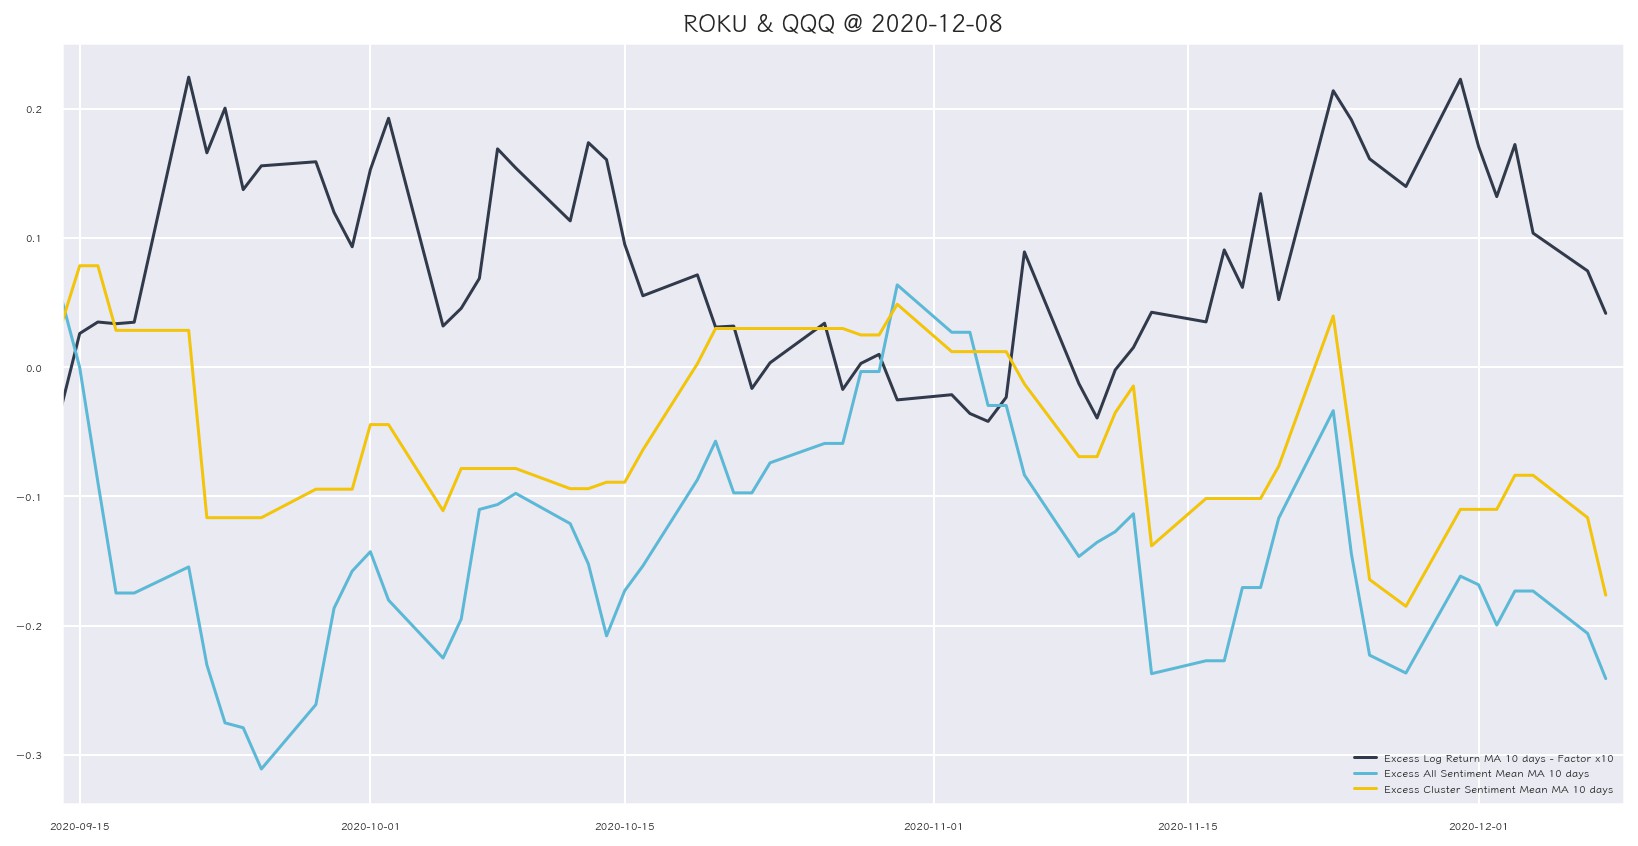 ROKU & QQQ @ 2020-12-08
0.2
0.1
0.0
−0.1
−0.2
−0.3
Excess Log Return MA 10 days - Factor x10
Excess All Sentiment Mean MA 10 days
Excess Cluster Sentiment Mean MA 10 days
2020-09-15 2020-10-01 2020-10-15 2020-11-01 2020-11-15 2020-12-01